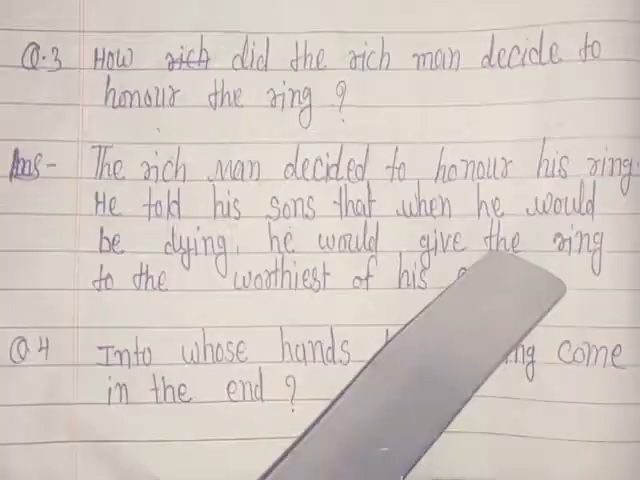 Q.3 How rich did the rich man decide to
honour the ring ?
Ans- The rich man decided to honour his ring.
He told his sons that when he would
be dying, he would give the ring
to the worthiest of his
Q.4 Into whose hands come
in the end ?